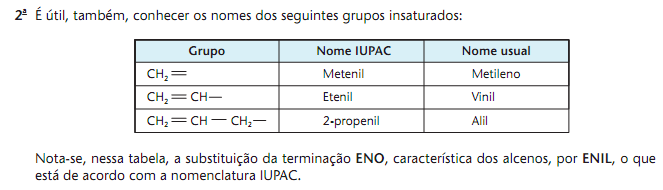 2ª É útil, também, conhecer os nomes dos seguintes grupos insaturados:
Grupo Nome IUPAC Nome usual
CH₂═ Metenil Metileno
CH₂═ CH— Etenil Vinil
CH₂═ CH — CH₂— 2-propenil Alil
Nota-se, nessa tabela, a substituição da terminação ENO, característica dos alcenos, por ENIL, o que
está de acordo com a nomenclatura IUPAC.